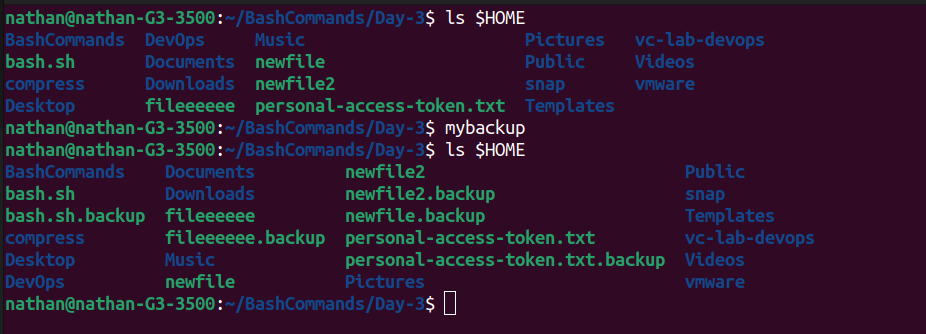 nathan@nathan-G3-3500:~/BashCommands/Day-3$ ls $HOME
BashCommands  DevOps     Music                      Pictures   vc-lab-devops
bash.sh       Documents  newfile                    Public     Videos
compress      Downloads  newfile2                   snap       vmware
Desktop       fileeeeee  personal-access-token.txt  Templates
nathan@nathan-G3-3500:~/BashCommands/Day-3$ mybackup
nathan@nathan-G3-3500:~/BashCommands/Day-3$ ls $HOME
BashCommands    Documents         newfile2                          Public
bash.sh         Downloads         newfile2.backup                   snap
bash.sh.backup  fileeeeee         newfile.backup                    Templates
compress        fileeeeee.backup  personal-access-token.txt         vc-lab-devops
Desktop         Music             personal-access-token.txt.backup  Videos
DevOps          newfile           Pictures                          vmware
nathan@nathan-G3-3500:~/BashCommands/Day-3$